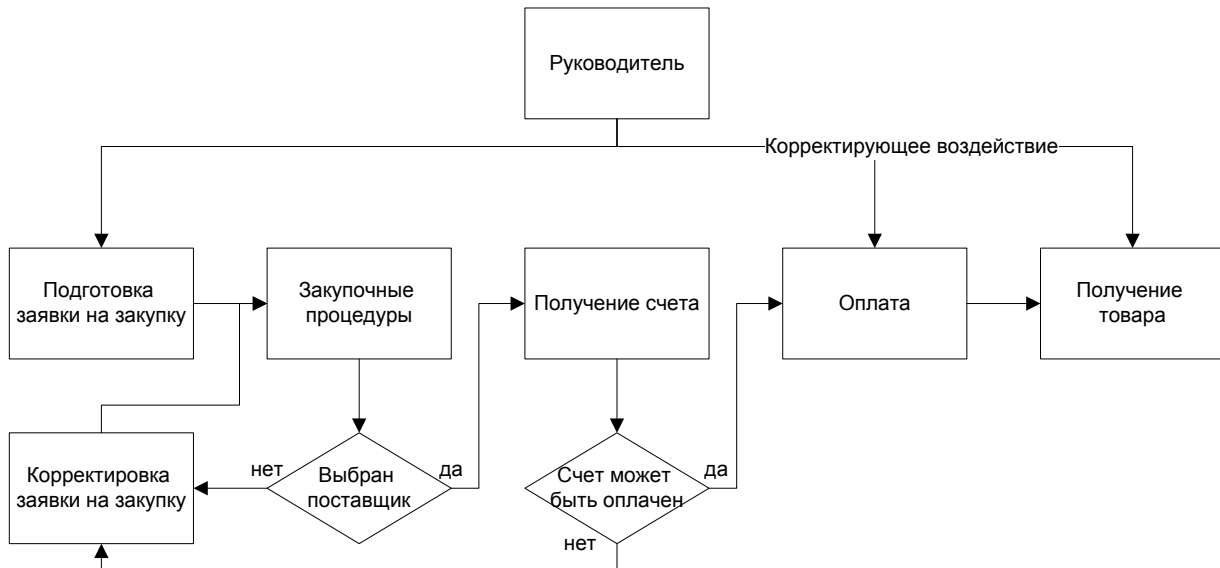 Руководитель
Корректирующее воздействие
Подготовка
заявки на закупку
Закупочные
процедуры
Получение счета
Оплата
Получение
товара
Корректировка
заявки на закупку
нет
Выбран
поставщик
да
Счет может
быть оплачен
да
нет